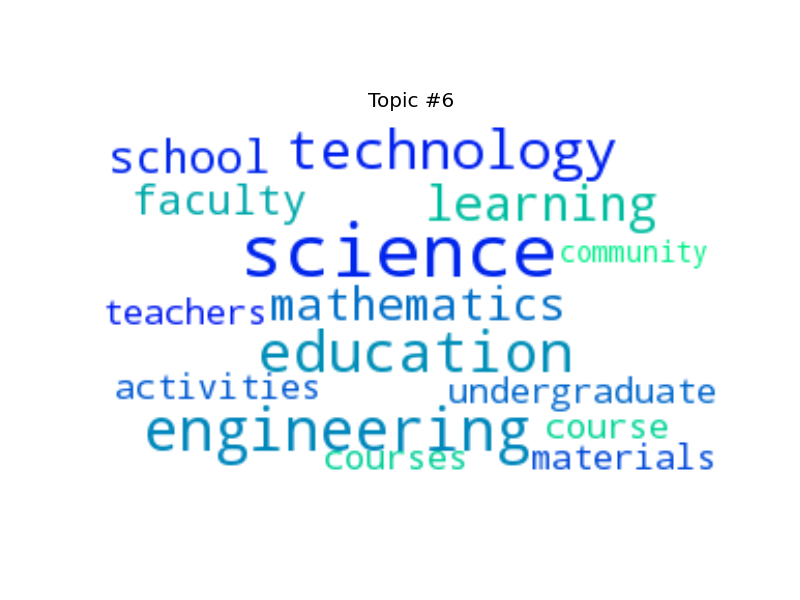 Topic #6
school technology
faculty learning
science community
teachers mathematics
education
activities undergraduate
engineering course
courses materials